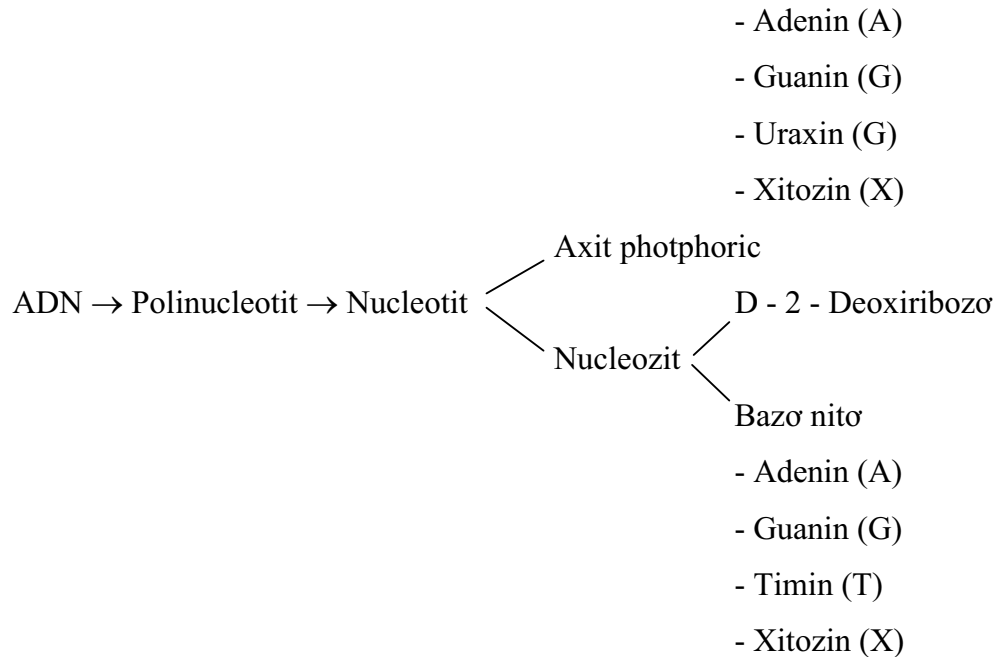 - Adenin (A)
- Guanin (G)
- Uraxin (G)
- Xitozin (X)
Axit photphoric
ADN → Polinucleotit → Nucleotit
D - 2 - Deoxiribozơ
Nucleozit
Bazơ nitơ
- Adenin (A)
- Guanin (G)
- Timin (T)
- Xitozin (X)